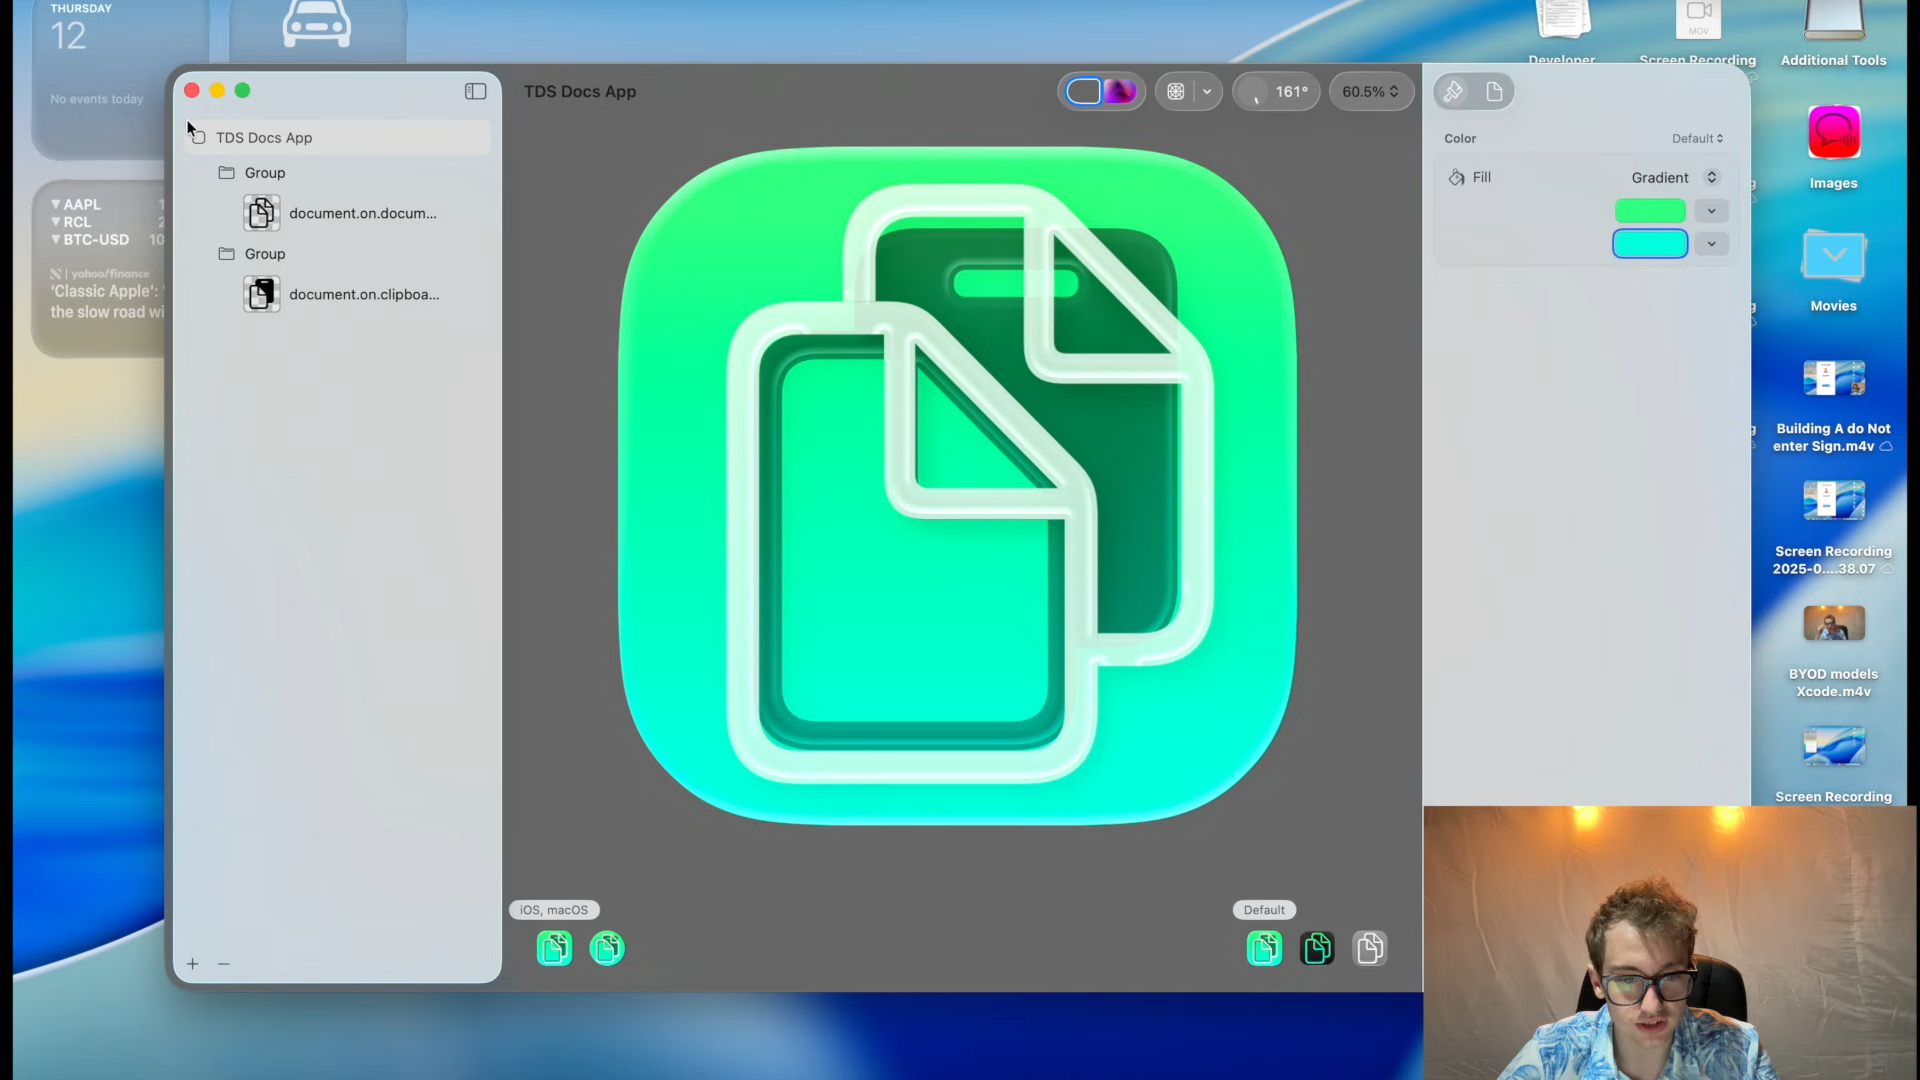 THURSDAY
12
No events today
AAPL
RCL
BTC-USD 10
yahoo/finance
‘Classic Apple’:
the slow road wi
TDS Docs App
Group
document.on.docum...
Group
document.on.clipboa...
TDS Docs App
161°
60.5%
iOS, macOS
Default
Color
Default
Fill
Gradient
Developer
MOV
Screen Recording
Additional Tools
Images
Movies
Building A do Not
enter Sign.m4v
Screen Recording
2025-0....38.07
BYOD models
Xcode.m4v
Screen Recording